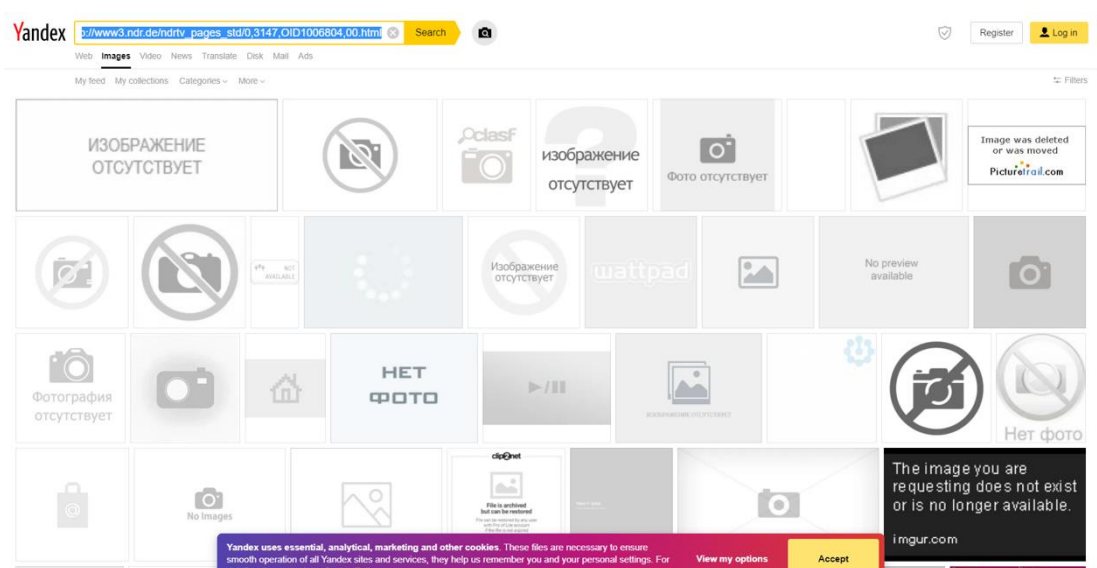 Yandex
p://www3.ndr.de/ndrtv_pages_std/0,3147,OID1006804,00.html
Search
Register
Log in
Web Images Video News Translate Disk Mail Ads
My feed My collections Categories More
Filters
ИЗОБРАЖЕНИЕ
ОТСУТСТВУЕТ
изображение
отсутствует
Фото отсутствует
Image was deleted
or was moved
Picturetrail.com
NOT
AVAILABLE
Изображение
отсутствует
wattpad
No preview
available
Фотография
отсутствует
НЕТ
ФОТО
ИЗОБРАЖЕНИЕ ОТСУТСТВУЕТ
Нет фото
No Images
clip2net
File is archived
but can be restored
The image you are
requesting does not exist
or is no longer available.
imgur.com
Yandex uses essential, analytical, marketing and other cookies. These files are necessary to ensure
smooth operation of all Yandex sites and services, they help us remember you and your personal settings. For
View my options
Accept